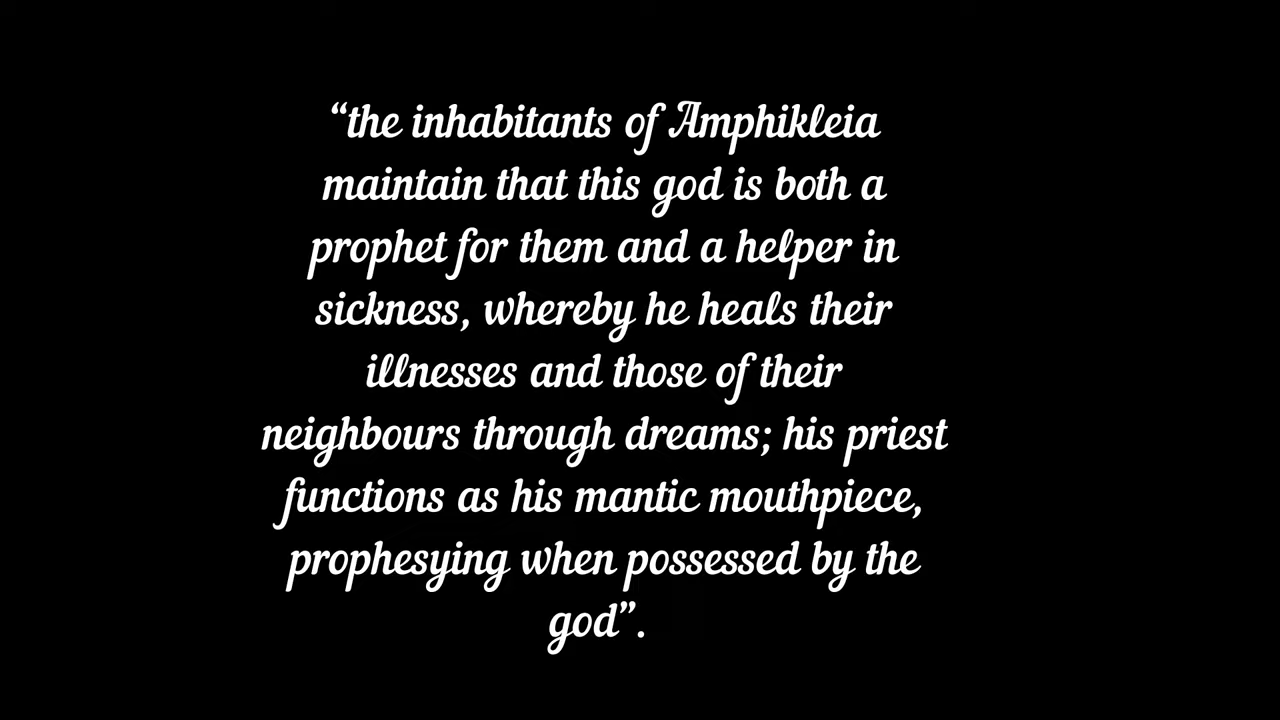 “the inhabitants of Amphikleia
maintain that this god is both a
prophet for them and a helper in
sickness, whereby he heals their
illnesses and those of their
neighbours through dreams; his priest
functions as his mantic mouthpiece,
prophesying when possessed by the
god”.